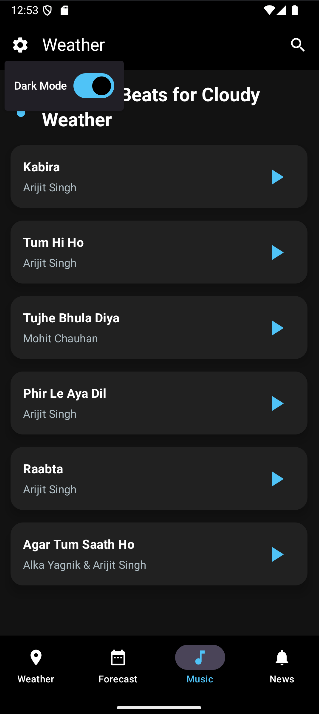 12:53
Weather
Dark Mode
Beats for Cloudy
Weather
Kabira
Arijit Singh
Tum Hi Ho
Arijit Singh
Tujhe Bhula Diya
Mohit Chauhan
Phir Le Aya Dil
Arijit Singh
Raabta
Arijit Singh
Agar Tum Saath Ho
Alka Yagnik & Arijit Singh
Weather
Forecast
Music
News